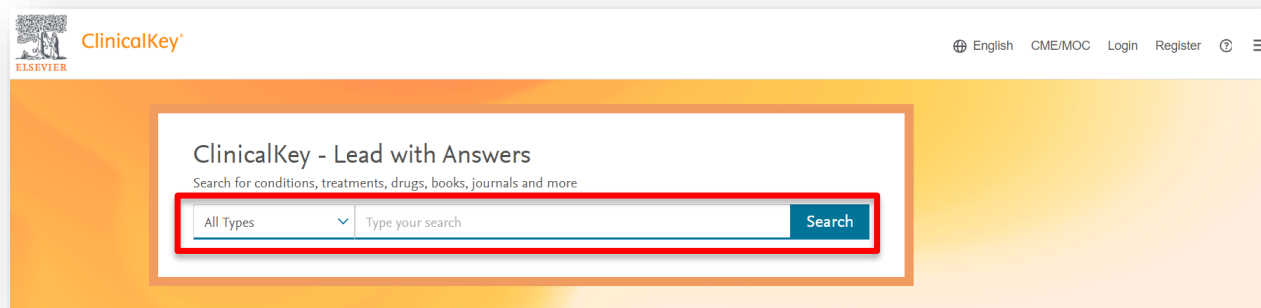 ClinicalKey®
ELSEVIER
English CME/MOC Login Register ?
ClinicalKey - Lead with Answers
Search for conditions, treatments, drugs, books, journals and more
All Types Type your search Search